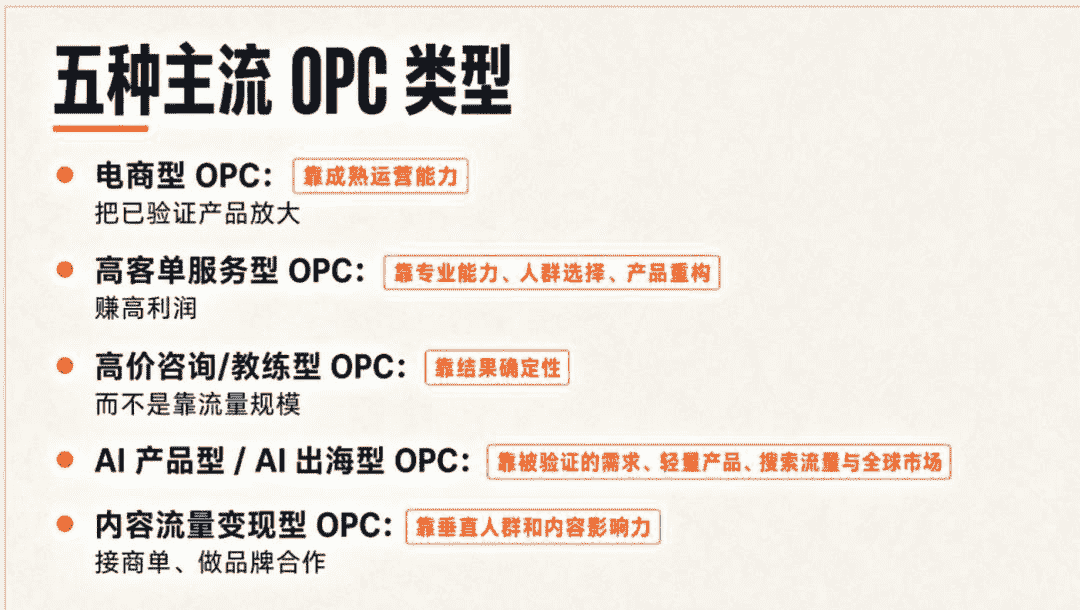 五种主流 OPC 类型
电商型 OPC： 靠成熟运营能力
把已验证产品放大
高客单服务型 OPC： 靠专业能力、人群选择、产品重构
赚高利润
高价咨询/教练型 OPC： 靠结果确定性
而不是靠流量规模
AI 产品型 / AI 出海型 OPC： 靠被验证的需求、轻量产品、搜索流量与全球市场
内容流量变现型 OPC： 靠垂直人群和内容影响力
接商单、做品牌合作